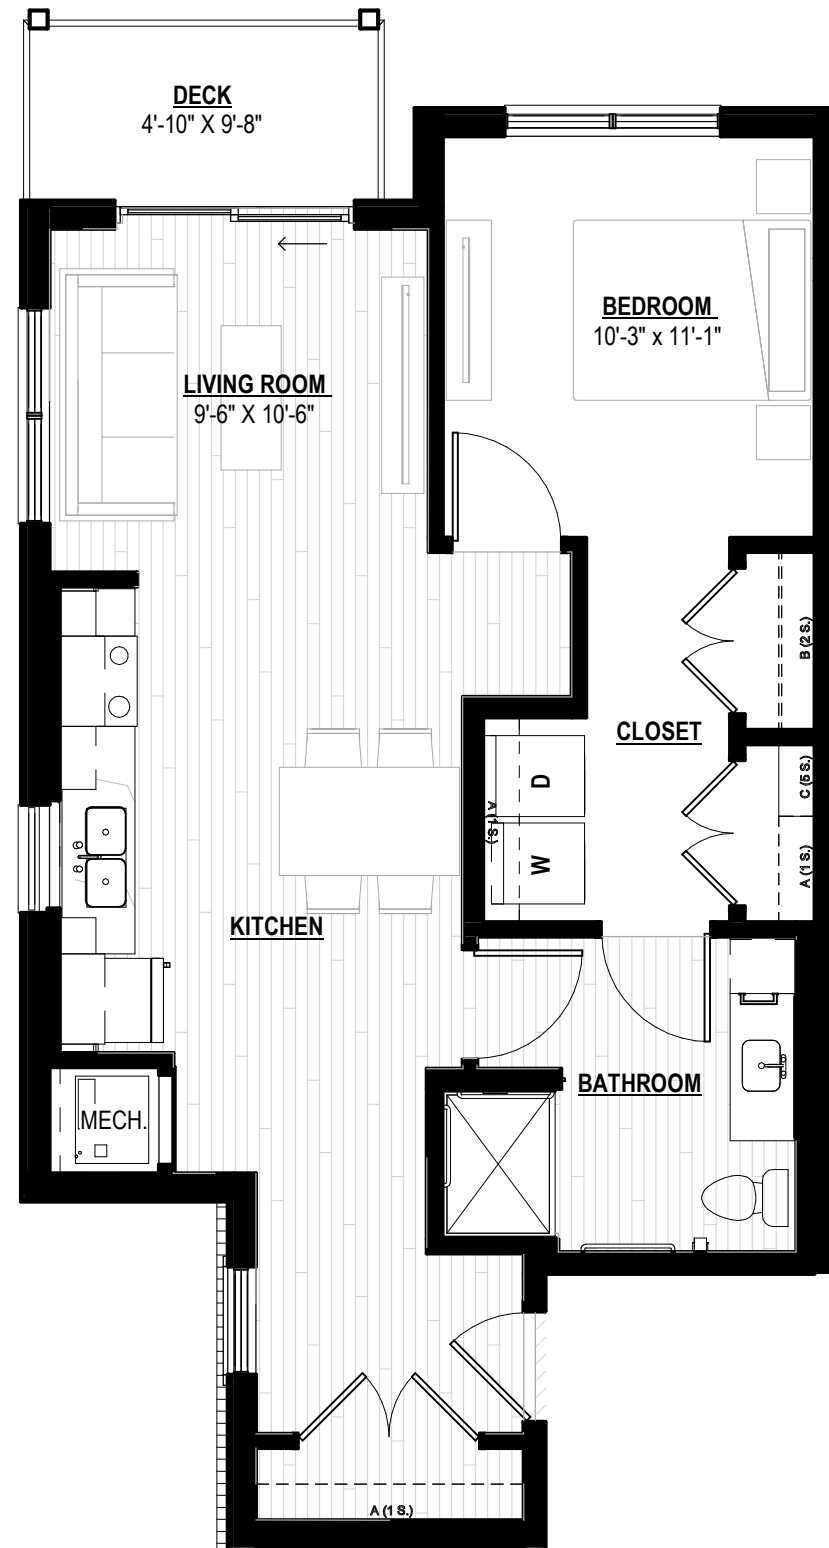 DECK
4'-10" X 9'-8"
BEDROOM
10'-3" x 11'-1"
LIVING ROOM
9'-6" X 10'-6"
B (2 S.)
CLOSET
C (5 S.)
D
A (1 S.)
W
A (1 S.)
KITCHEN
BATHROOM
MECH.
A (1 S.)